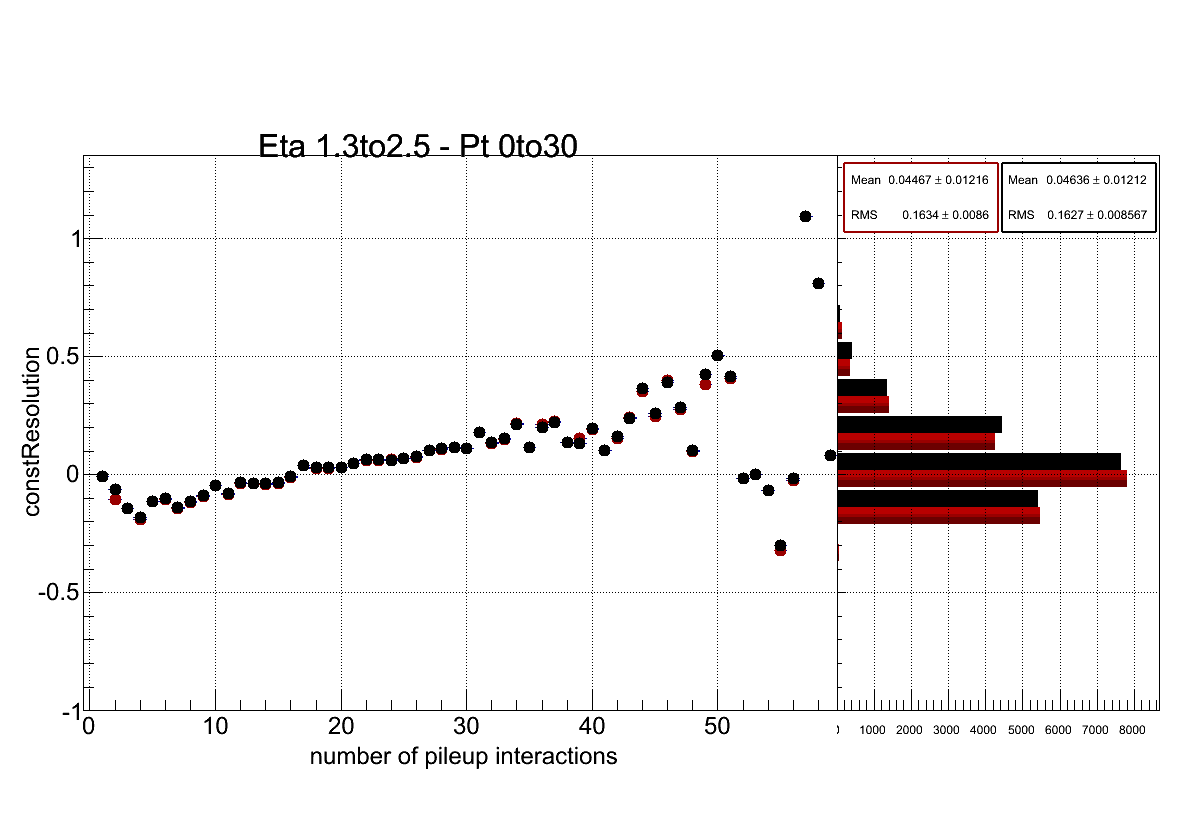 Eta 1.3to2.5 - Pt 0to30
Mean 0.04467 ± 0.01216
RMS 0.1634 ± 0.0086
Mean 0.04636 ± 0.01212
RMS 0.1627 ± 0.008567
constResolution
1
0.5
0
-0.5
-1
0 10 20 30 40 50
number of pileup interactions
1000 2000 3000 4000 5000 6000 7000 8000